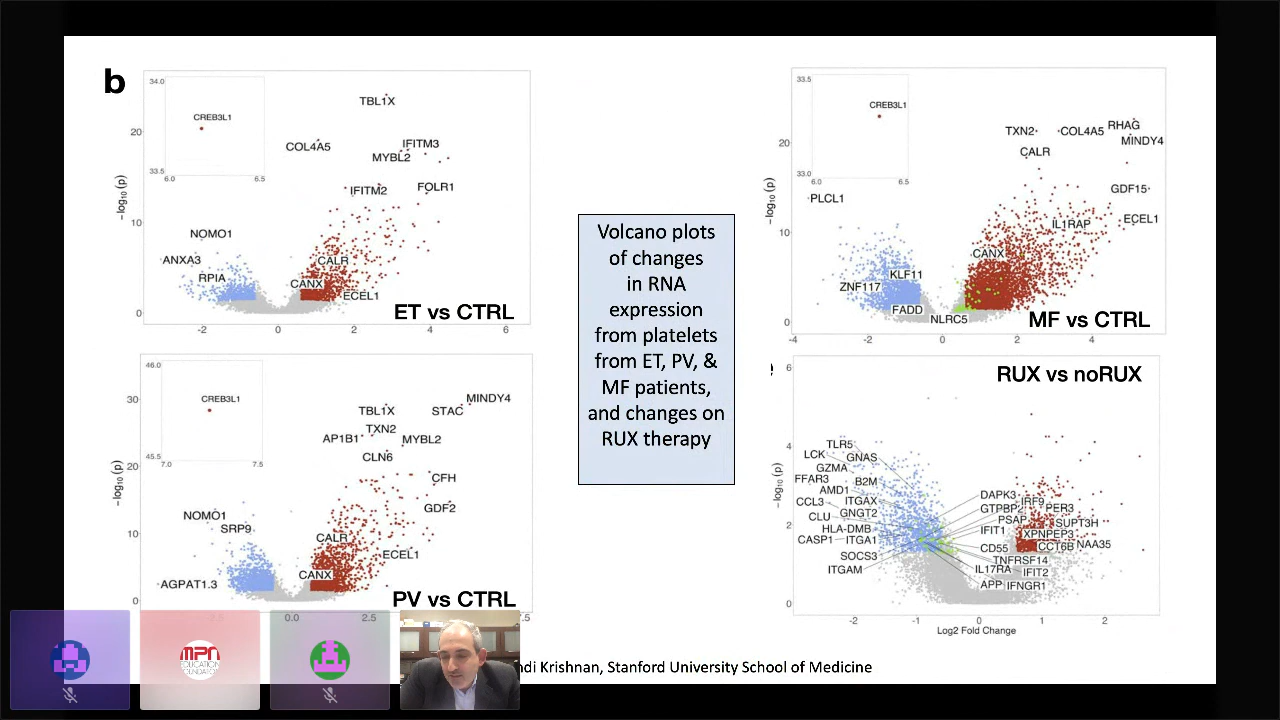 b
34.0
CREB3L1
33.5
6.0 6.5
TBL1X
20
COL4A5
IFITM3
MYBL2
IFITM2
FOLR1
-log10 (p)
10
NOMO1
ANXA3
RPIA
CALR
CANX
ECEL1
0
ET vs CTRL
-2 0 2 4 6
33.5
CREB3L1
33.0
6.0 6.5
TXN2
COL4A5
RHAG
MINDY4
20
CALR
PLCL1
GDF15
-log10 (p)
10
IL1RAP
ECEL1
CANX
KLF11
ZNF117
FADD
NLRC5
0
MF vs CTRL
-4 -2 0 2 4
Volcano plots
of changes
in RNA
expression
from platelets
from ET, PV, &
MF patients,
and changes on
RUX therapy
46.0
CREB3L1
45.5
7.0 7.5
30
TBL1X
STAC
MINDY4
TXN2
AP1B1
MYBL2
CLN6
20
CFH
-log10 (p)
GDF2
NOMO1
SRP9
10
CALR
ECEL1
CANX
AGPAT1.3
0
PV vs CTRL
0.0 2.5
6
RUX vs noRUX
4
TLR5
LCK
GNAS
GZMA
FFAR3
B2M
AMD1
CCL3
ITGAX
CLU
GNGT2
HLA-DMB
CASP1
ITGA1
SOCS3
ITGAM
-log10 (p)
2
DAPK3
IRF9
GTPBP2
PER3
PSAP
SUPT3H
IFIT1
XPNPEP3
CD55
CCT6B
NAA35
TNFRSF14
IL17RA
IFIT2
APP
IFNGR1
0
-2 -1 0 1 2
Log2 Fold Change
MPN
EDUCATION
FOUNDATION
ndi Krishnan, Stanford University School of Medicine